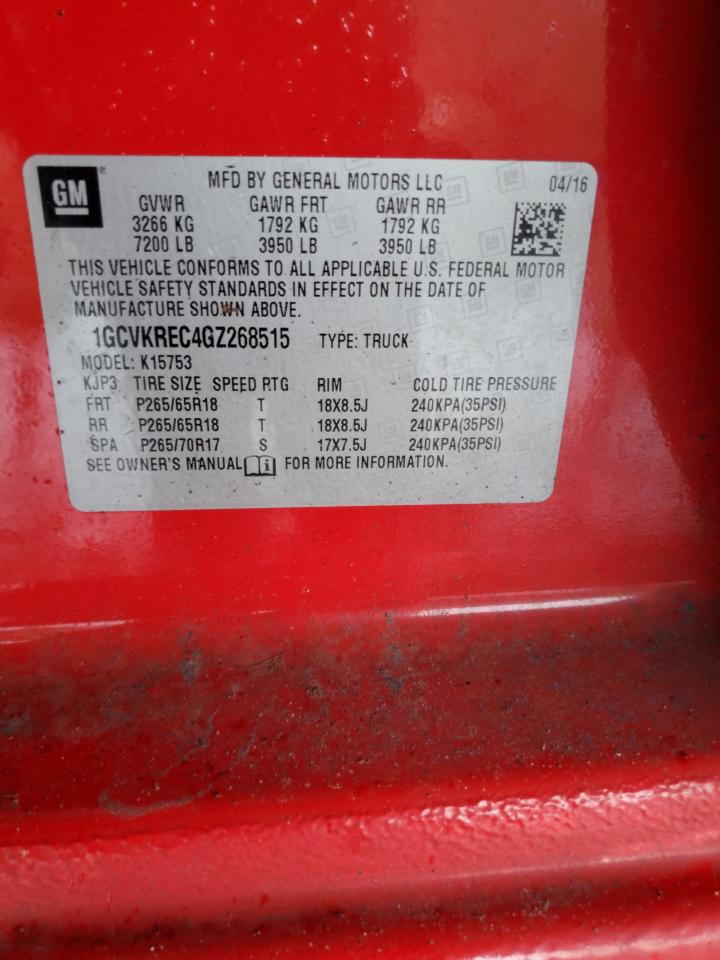 GM MFD BY GENERAL MOTORS LLC 04/16
GVWR GAWR FRT GAWR RR
3266 KG 1792 KG 1792 KG
7200 LB 3950 LB 3950 LB
THIS VEHICLE CONFORMS TO ALL APPLICABLE U.S. FEDERAL MOTOR
VEHICLE SAFETY STANDARDS IN EFFECT ON THE DATE OF
MANUFACTURE SHOWN ABOVE.
1GCVKREC4GZ268515 TYPE: TRUCK
MODEL: K15753
KJP3 TIRE SIZE SPEED RTG RIM COLD TIRE PRESSURE
FRT P265/65R18 T 18X8.5J 240KPA(35PSI)
RR P265/65R18 T 18X8.5J 240KPA(35PSI)
SPA P265/70R17 S 17X7.5J 240KPA(35PSI)
SEE OWNER'S MANUAL i FOR MORE INFORMATION.